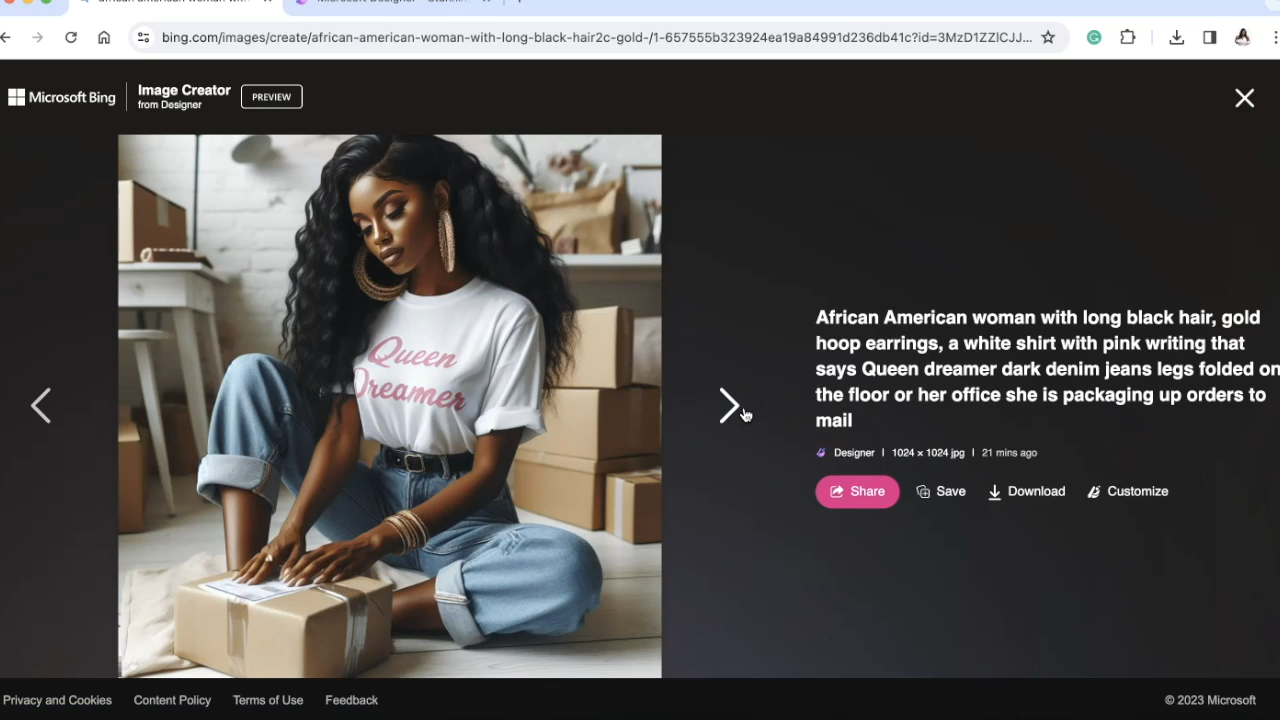 bing.com/images/create/african-american-woman-with-long-black-hair2c-gold-/1-657555b323924ea19a84991d236db41c?id=3MzD1ZZlCJJ...
Microsoft Bing
Image Creator
from Designer
PREVIEW
Queen
Dreamer
African American woman with long black hair, gold
hoop earrings, a white shirt with pink writing that
says Queen dreamer dark denim jeans legs folded on
the floor or her office she is packaging up orders to
mail
Designer | 1024 × 1024 jpg | 21 mins ago
Share Save Download Customize
Privacy and Cookies Content Policy Terms of Use Feedback © 2023 Microsoft